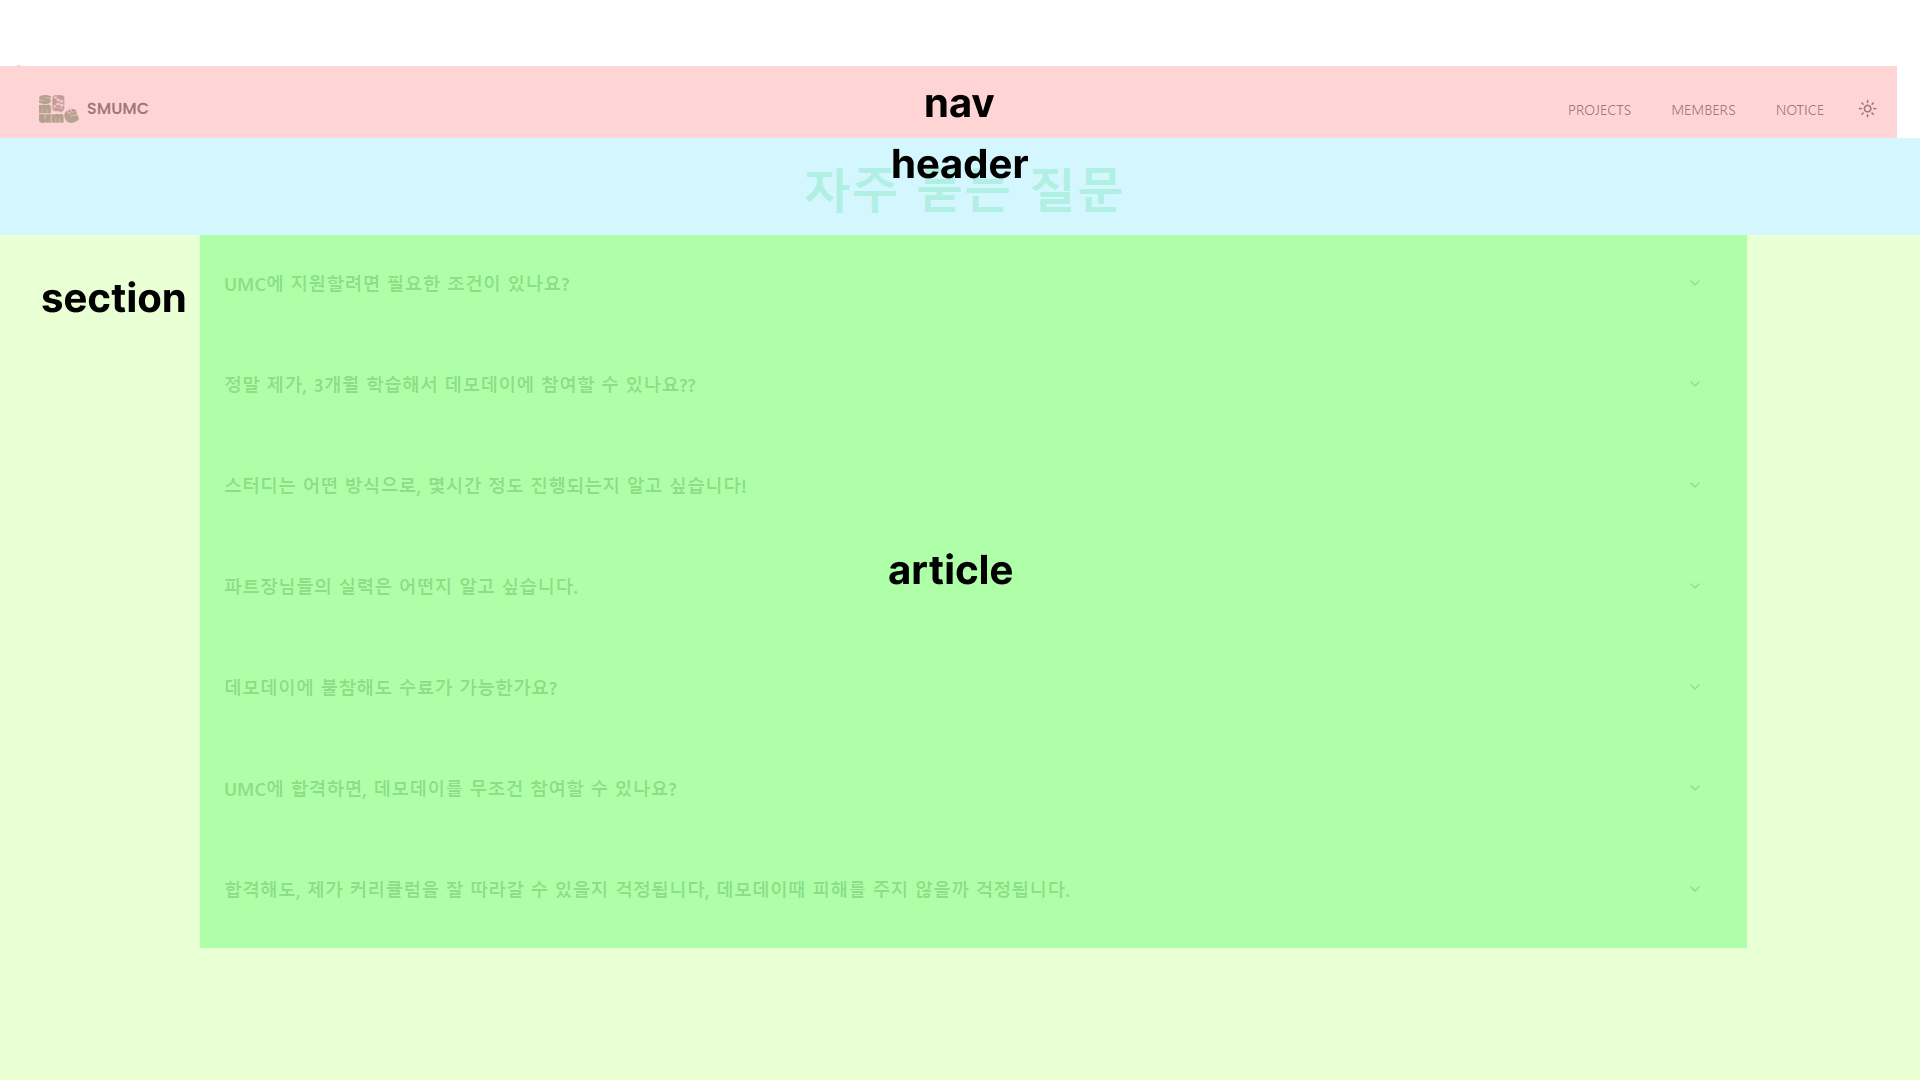 SMUMC
nav
PROJECTS
MEMBERS
NOTICE
header
자주 묻는 질문
section
UMC에 지원할려면 필요한 조건이 있나요?
정말 제가, 3개월 학습해서 데모데이에 참여할 수 있나요??
스터디는 어떤 방식으로, 몇시간 정도 진행되는지 알고 싶습니다!
article
파트장님들의 실력은 어떤지 알고 싶습니다.
데모데이에 불참해도 수료가 가능한가요?
UMC에 합격하면, 데모데이를 무조건 참여할 수 있나요?
합격해도, 제가 커리큘럼을 잘 따라갈 수 있을지 걱정됩니다, 데모데이때 피해를 주지 않을까 걱정됩니다.